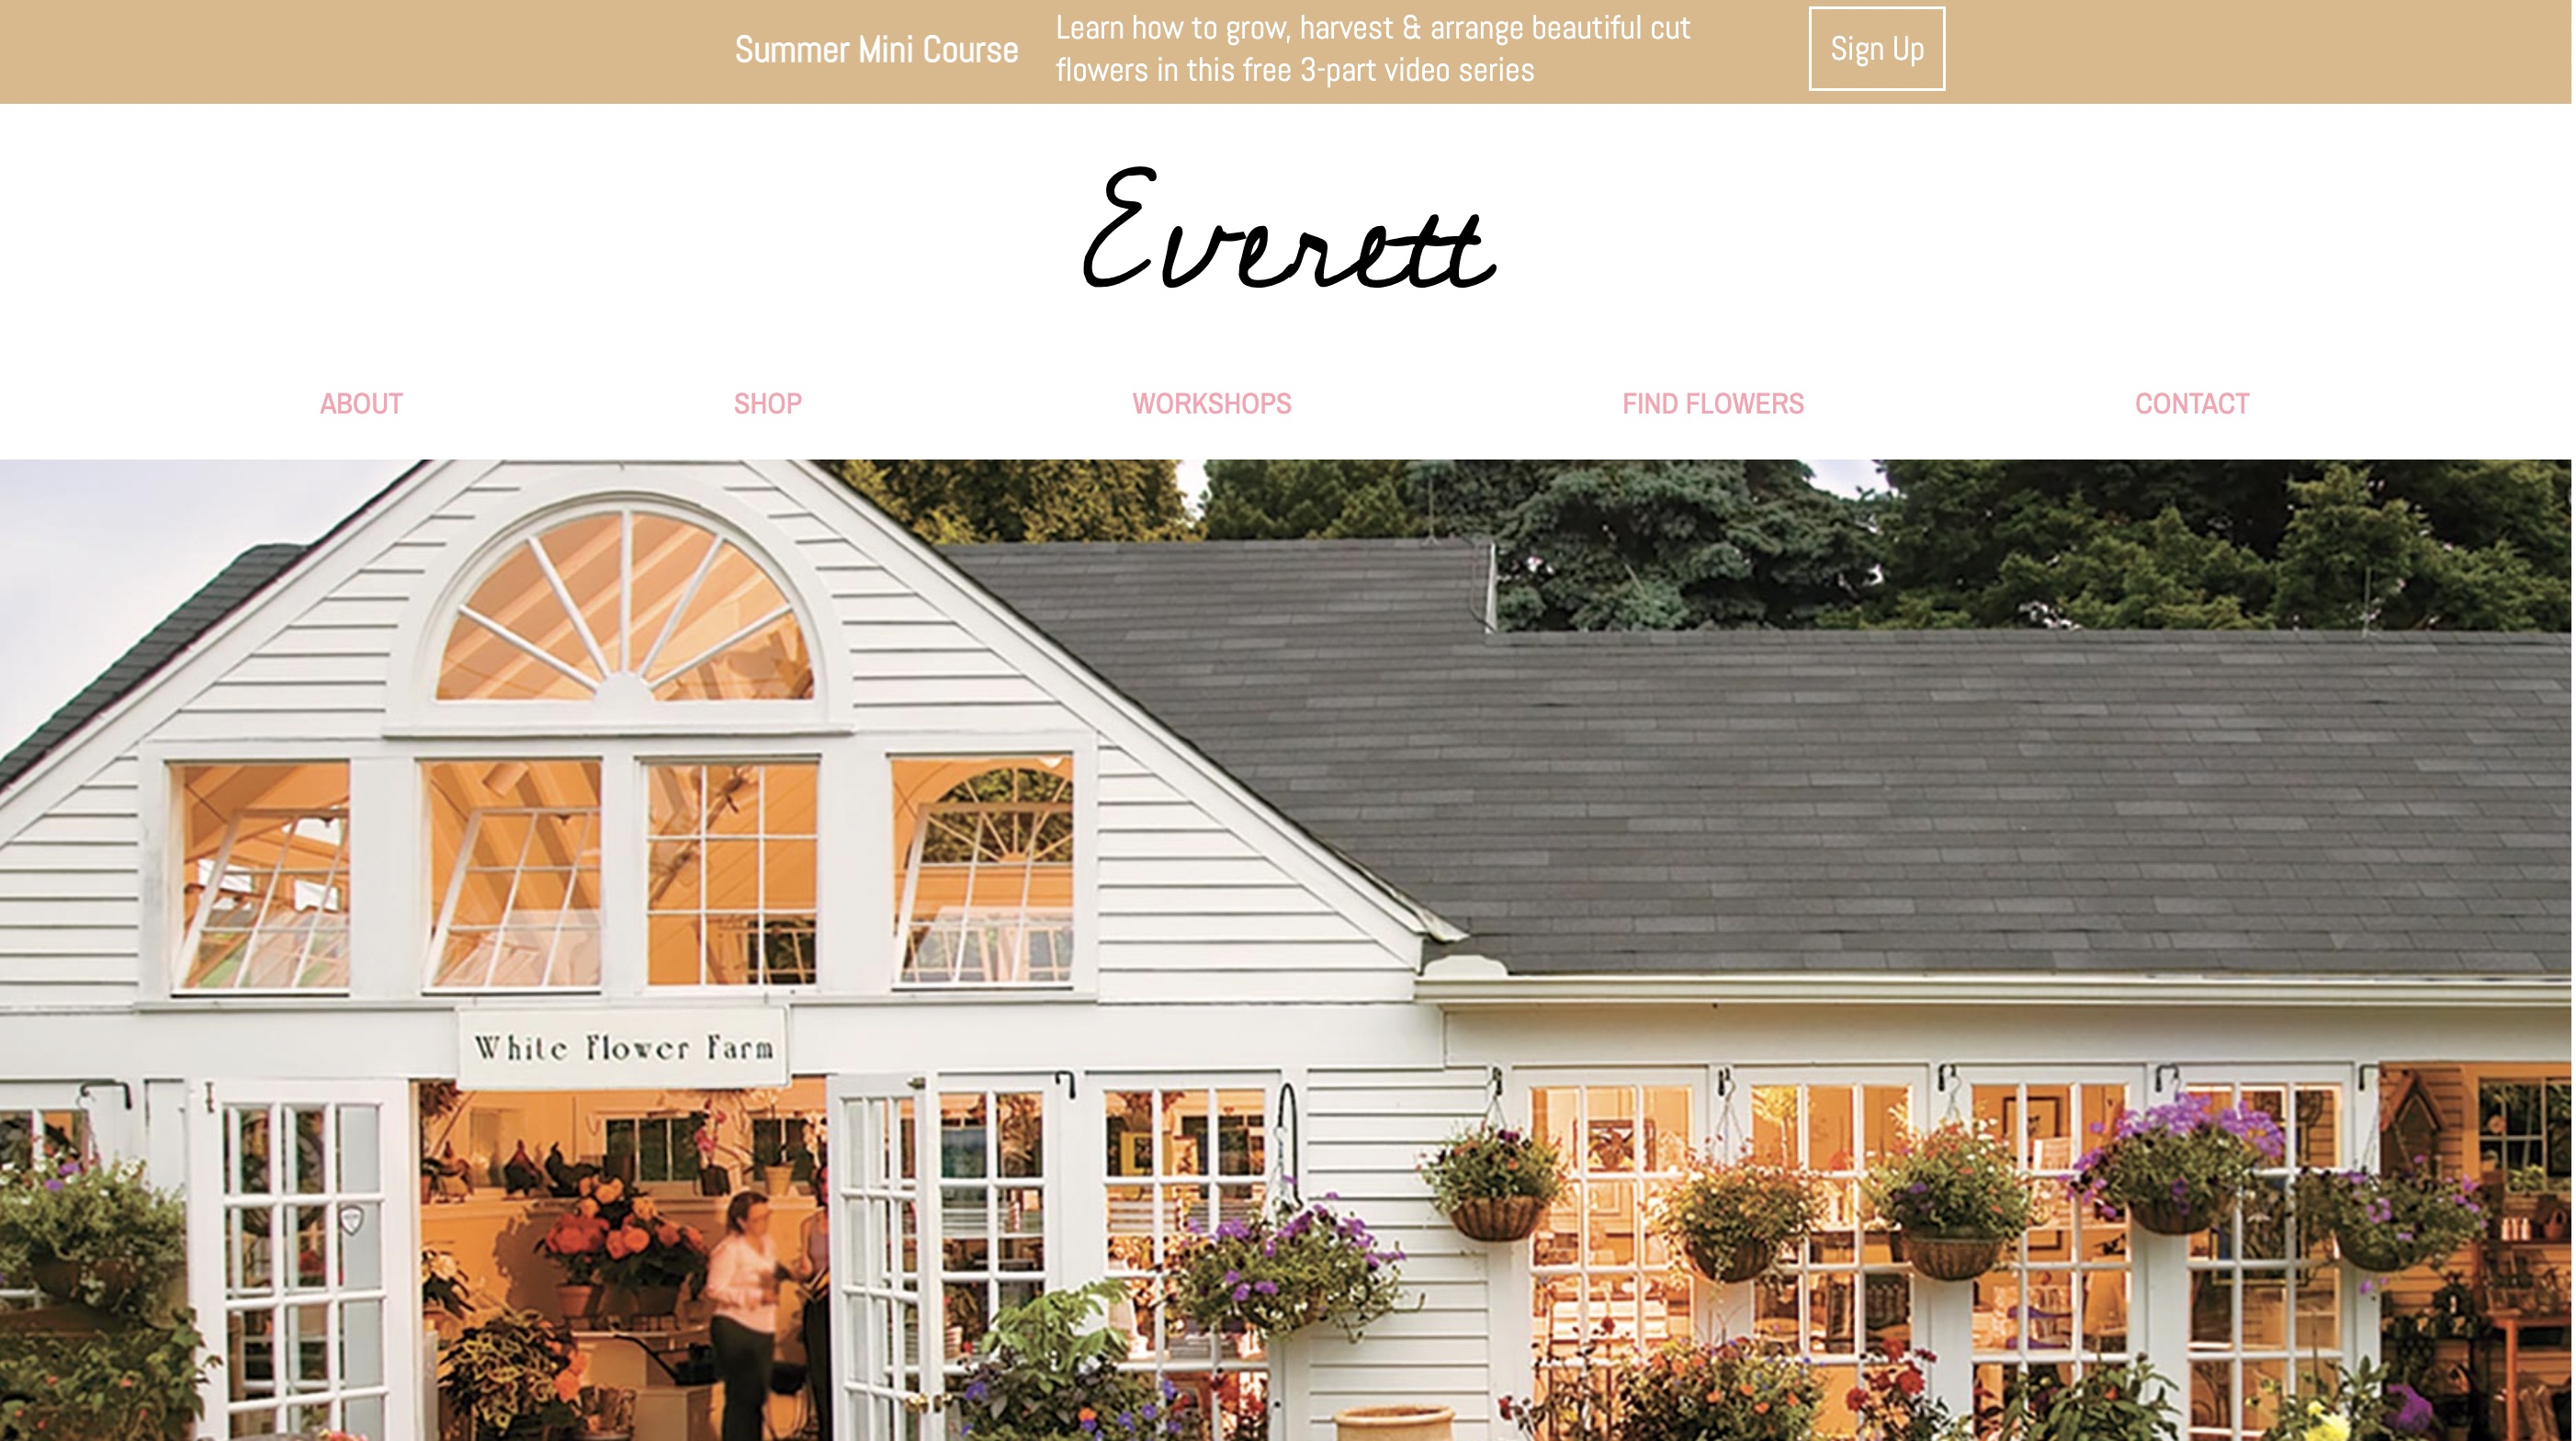 Summer Mini Course
Learn how to grow, harvest & arrange beautiful cut
flowers in this free 3-part video series
Sign Up
Everett
ABOUT
SHOP
WORKSHOPS
FIND FLOWERS
CONTACT
White Flower Farm